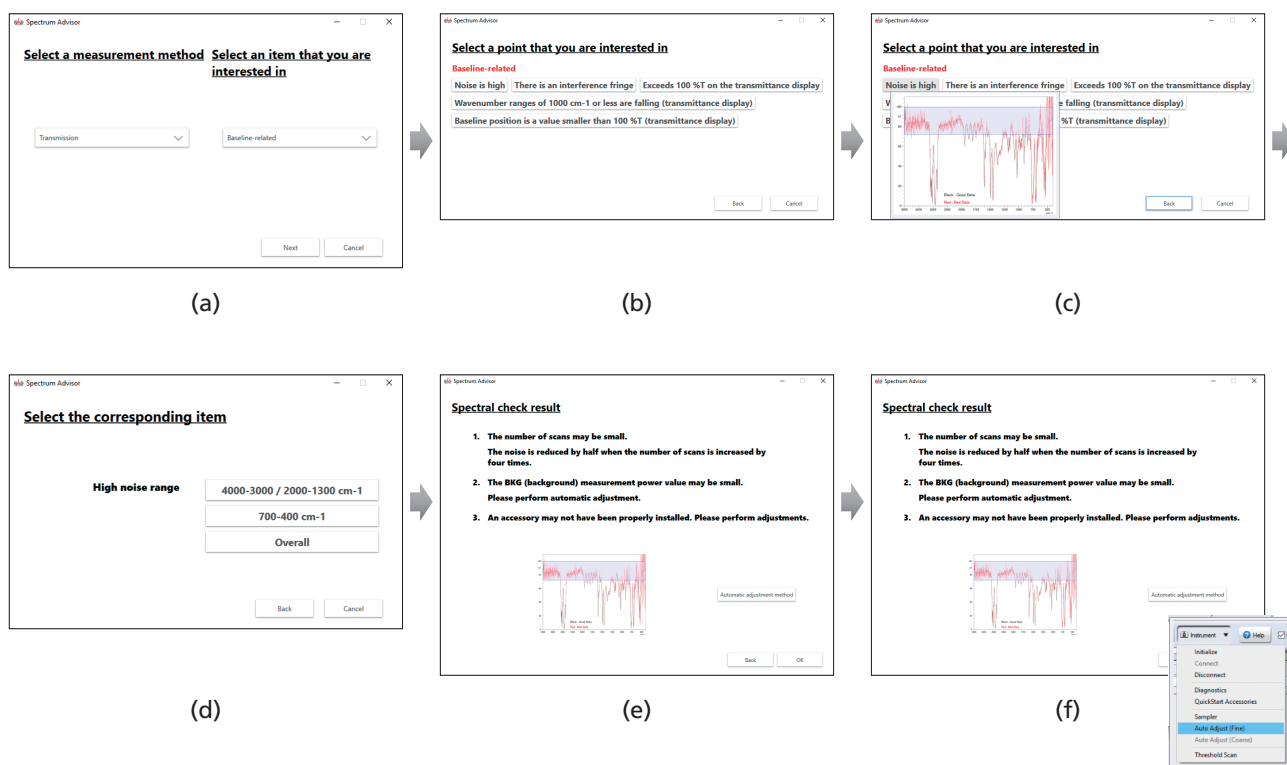 Spectrum Advisor
Select a measurement method
Select an item that you are
interested in
Transmission
Baseline-related
Next
Cancel
(a)
Spectrum Advisor
Select a point that you are interested in
Baseline-related
Noise is high
There is an interference fringe
Exceeds 100 %T on the transmittance display
Wavenumber ranges of 1000 cm-1 or less are falling (transmittance display)
Baseline position is a value smaller than 100 %T (transmittance display)
Back
Cancel
(b)
Spectrum Advisor
Select a point that you are interested in
Baseline-related
Noise is high
There is an interference fringe
Exceeds 100 %T on the transmittance display
falling (transmittance display)
%T (transmittance display)
Black : Good Data
Red : Bad Data
Back
Cancel
(c)
Spectrum Advisor
Select the corresponding item
High noise range
4000-3000 / 2000-1300 cm-1
700-400 cm-1
Overall
Back
Cancel
(d)
Spectrum Advisor
Spectral check result
1. The number of scans may be small.
The noise is reduced by half when the number of scans is increased by
four times.
2. The BKG (background) measurement power value may be small.
Please perform automatic adjustment.
3. An accessory may not have been properly installed. Please perform adjustments.
Black : Good Data
Red : Bad Data
Automatic adjustment method
Back
OK
(e)
Spectrum Advisor
Spectral check result
1. The number of scans may be small.
The noise is reduced by half when the number of scans is increased by
four times.
2. The BKG (background) measurement power value may be small.
Please perform automatic adjustment.
3. An accessory may not have been properly installed. Please perform adjustments.
Black : Good Data
Red : Bad Data
Automatic adjustment method
Instrument
Help
Initialize
Connect
Disconnect
Diagnostics
QuickStart Accessories
Sampler
Auto Adjust (Fine)
Auto Adjust (Coarse)
Threshold Scan
(f)